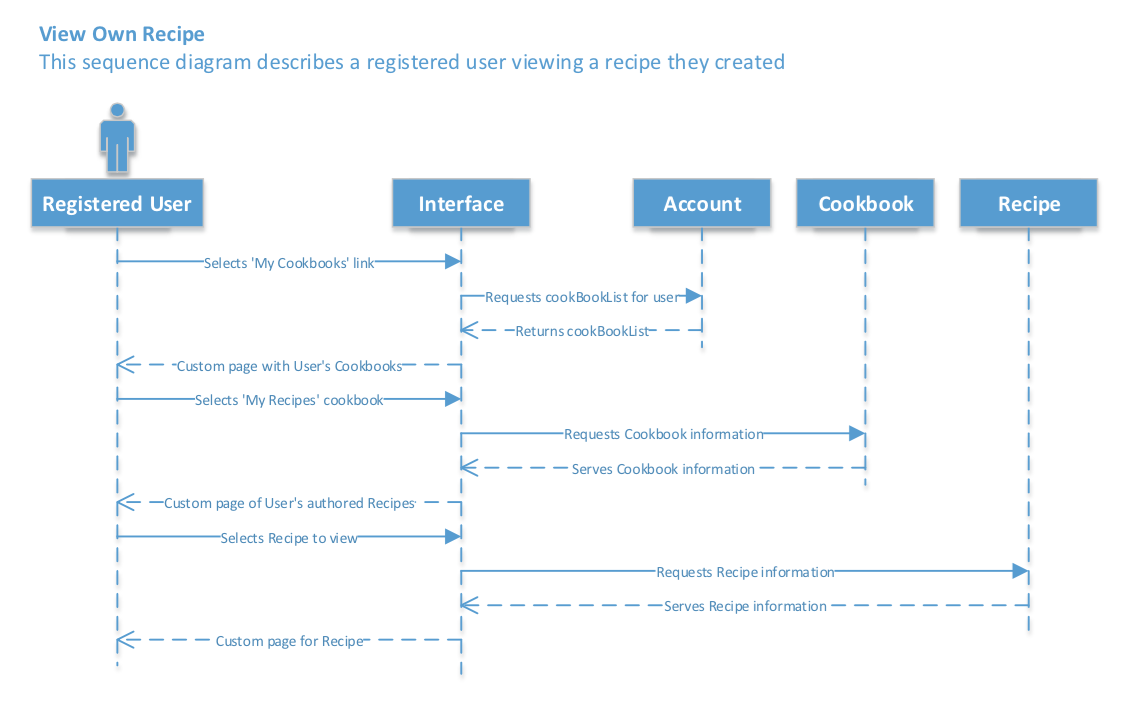 View Own Recipe
This sequence diagram describes a registered user viewing a recipe they created
Registered User
Interface
Account
Cookbook
Recipe
Selects 'My Cookbooks' link
Requests cookBookList for user
Returns cookBookList
Custom page with User's Cookbooks
Selects 'My Recipes' cookbook
Requests Cookbook information
Serves Cookbook information
Custom page of User's authored Recipes
Selects Recipe to view
Requests Recipe information
Serves Recipe information
Custom page for Recipe